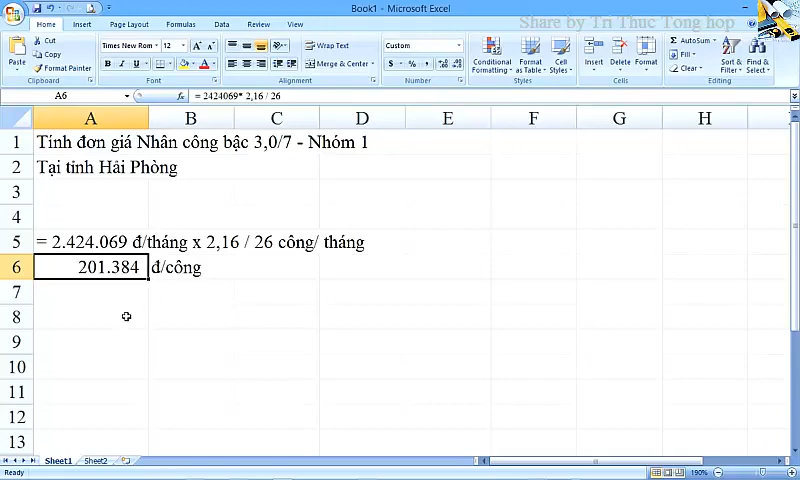 Book1 - Microsoft Excel
Share by Tri Thuc Tong hop
Home Insert Page Layout Formulas Data Review View
Paste Cut Copy Format Painter
Times New Rom 12
Wrap Text
Merge & Center
Custom
Conditional Formatting Format as Table Cell Styles
Insert Delete Format
AutoSum Fill Clear
Sort & Filter Find & Select
Clipboard Font Alignment Number Styles Cells Editing
A6 fx = 2424069* 2,16 / 26
A B C D E F G H
1 Tính đơn giá Nhân công bậc 3,0/7 - Nhóm 1
2 Tại tỉnh Hải Phòng
3
4
5 = 2.424.069 đ/tháng x 2,16 / 26 công/ tháng
6 201.384 đ/công
7
8
9
10
11
12
13
Sheet1 Sheet2
Ready 190%